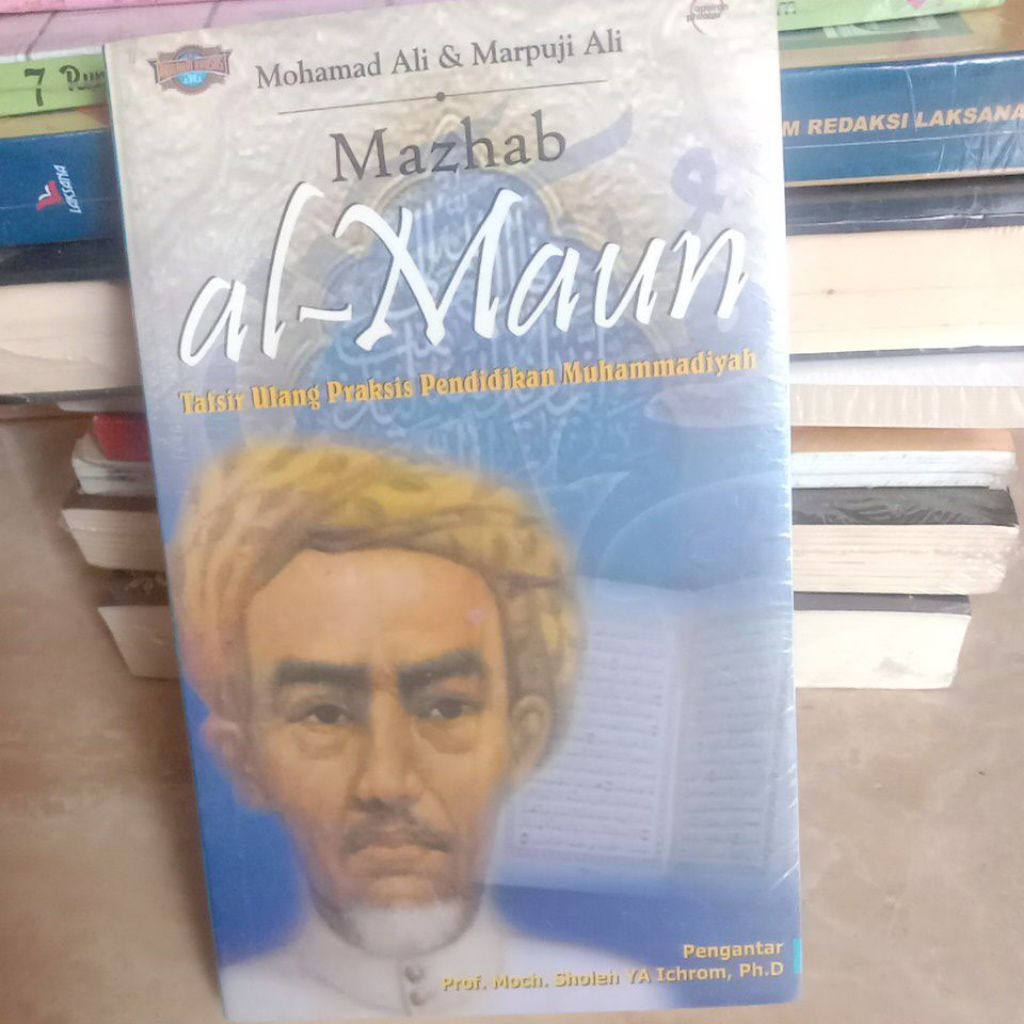 Mohamad Ali & Marpuji Ali
Mazhab
al-Maun
Tafsir Ulang Praksis Pendidikan Muhammadiyah
Pengantar
Prof. Moch. Sholeh YA Ichrom, Ph.D
7
Laksana
M REDAKSI LAKSANA